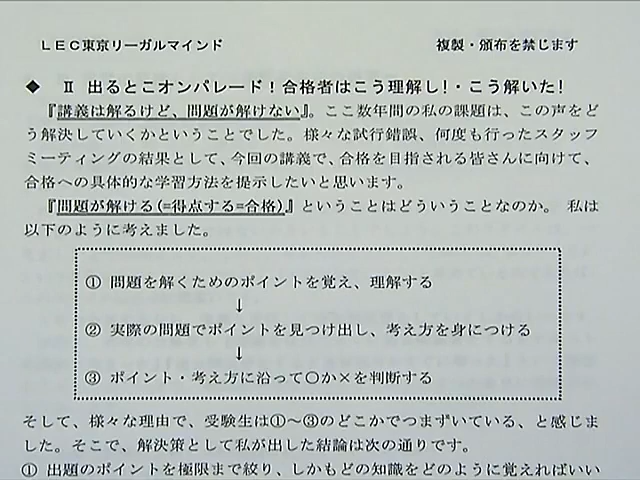 LEC東京リーガルマインド 複製・頒布を禁じます
◆ Ⅱ 出るとこオンパレード！合格者はこう理解し！・こう解いた！
『講義は解るけど、問題が解けない』。ここ数年間の私の課題は、この声をど
う解決していくかということでした。様々な試行錯誤、何度も行ったスタッフ
ミーティングの結果として、今回の講義で、合格を目指される皆さんに向けて、
合格への具体的な学習方法を提示したいと思います。
『問題が解ける(=得点する=合格)』ということはどういうことなのか。 私は
以下のように考えました。
① 問題を解くためのポイントを覚え、理解する
↓
② 実際の問題でポイントを見つけ出し、考え方を身につける
↓
③ ポイント・考え方に沿って○か×を判断する
そして、様々な理由で、受験生は①～③のどこかでつまずいている、と感じま
した。そこで、解決策として私が出した結論は次の通りです。
① 出題のポイントを極限まで絞り、しかもどの知識をどのように覚えればいい